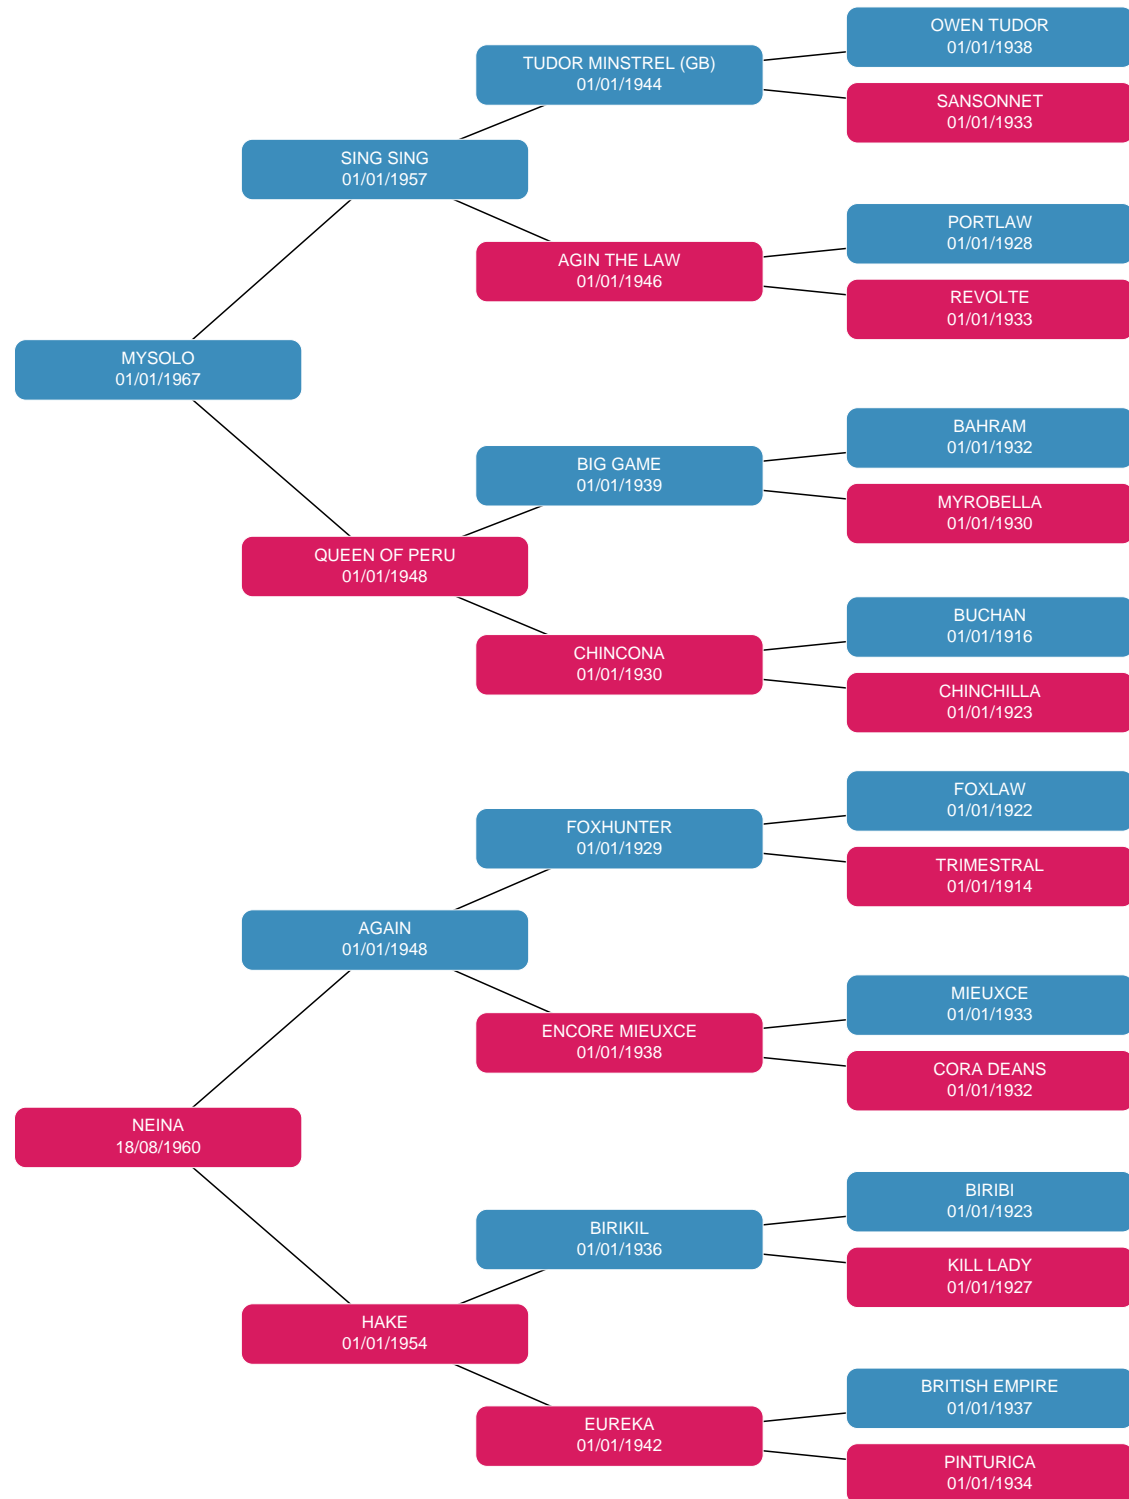 OWEN TUDOR
01/01/1938
TUDOR MINSTREL (GB)
01/01/1944
SANSONNET
01/01/1933
SING SING
01/01/1957
PORTLAW
01/01/1928
AGIN THE LAW
01/01/1946
REVOLTE
01/01/1933
MYSOLO
01/01/1967
BAHRAM
01/01/1932
BIG GAME
01/01/1939
MYROBELLA
01/01/1930
QUEEN OF PERU
01/01/1948
BUCHAN
01/01/1916
CHINCONA
01/01/1930
CHINCHILLA
01/01/1923
FOXLAW
01/01/1922
FOXHUNTER
01/01/1929
TRIMESTRAL
01/01/1914
AGAIN
01/01/1948
MIEUXCE
01/01/1933
ENCORE MIEUXCE
01/01/1938
CORA DEANS
01/01/1932
NEINA
18/08/1960
BIRIBI
01/01/1923
BIRIKIL
01/01/1936
KILL LADY
01/01/1927
HAKE
01/01/1954
BRITISH EMPIRE
01/01/1937
EUREKA
01/01/1942
PINTURICA
01/01/1934